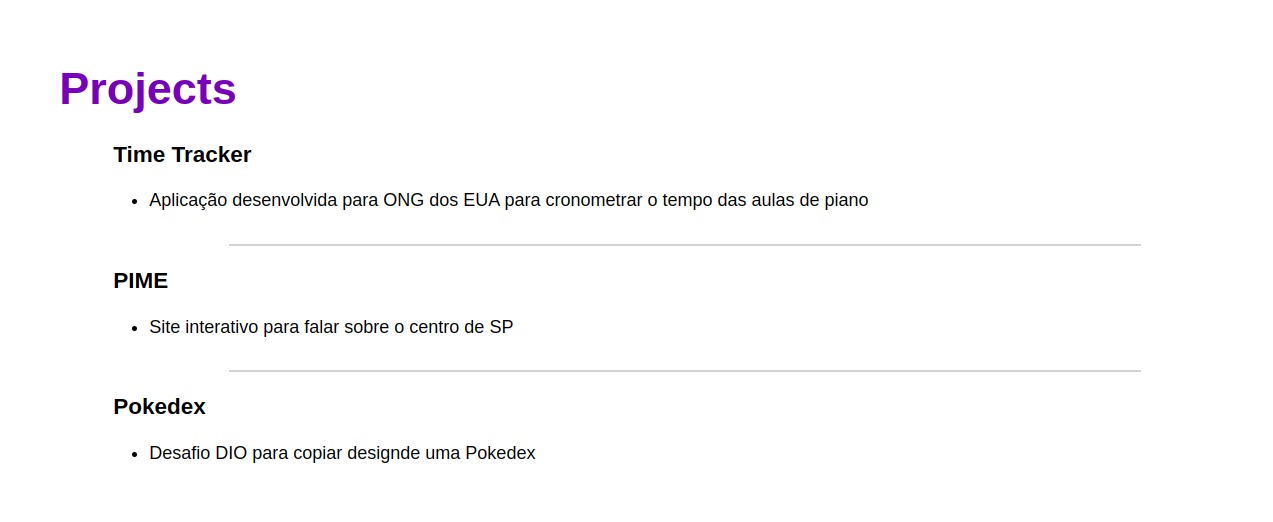 Projects
Time Tracker
Aplicação desenvolvida para ONG dos EUA para cronometrar o tempo das aulas de piano
PIME
Site interativo para falar sobre o centro de SP
Pokedex
Desafio DIO para copiar designde uma Pokedex